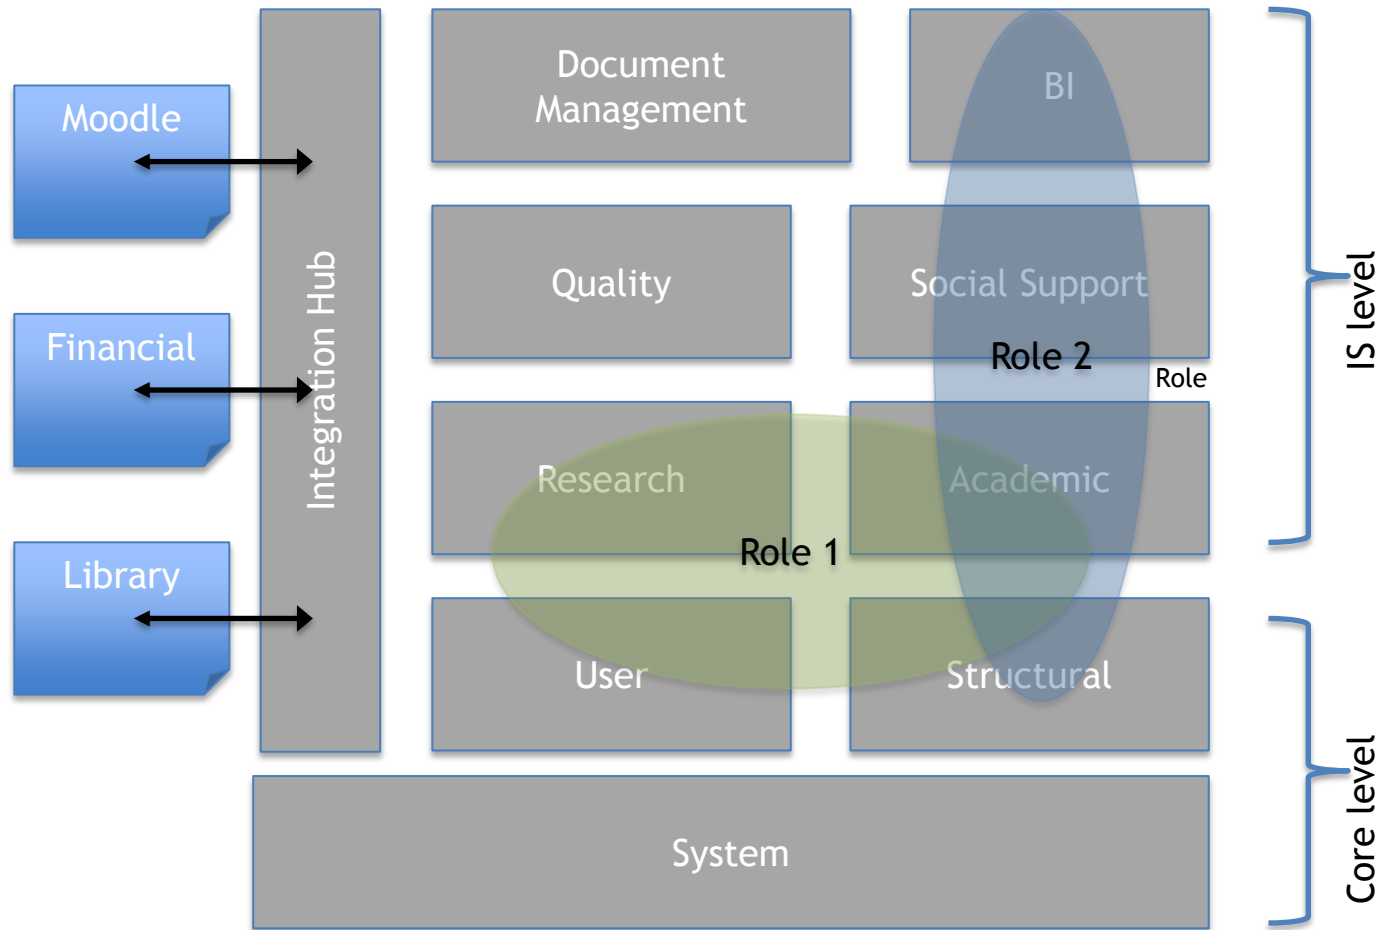 Document
Management
BI
Moodle
Integration Hub
Quality
Social Support
IS level
Financial
Role 2
Role
Research
Academic
Role 1
Library
User
Structural
System
Core level